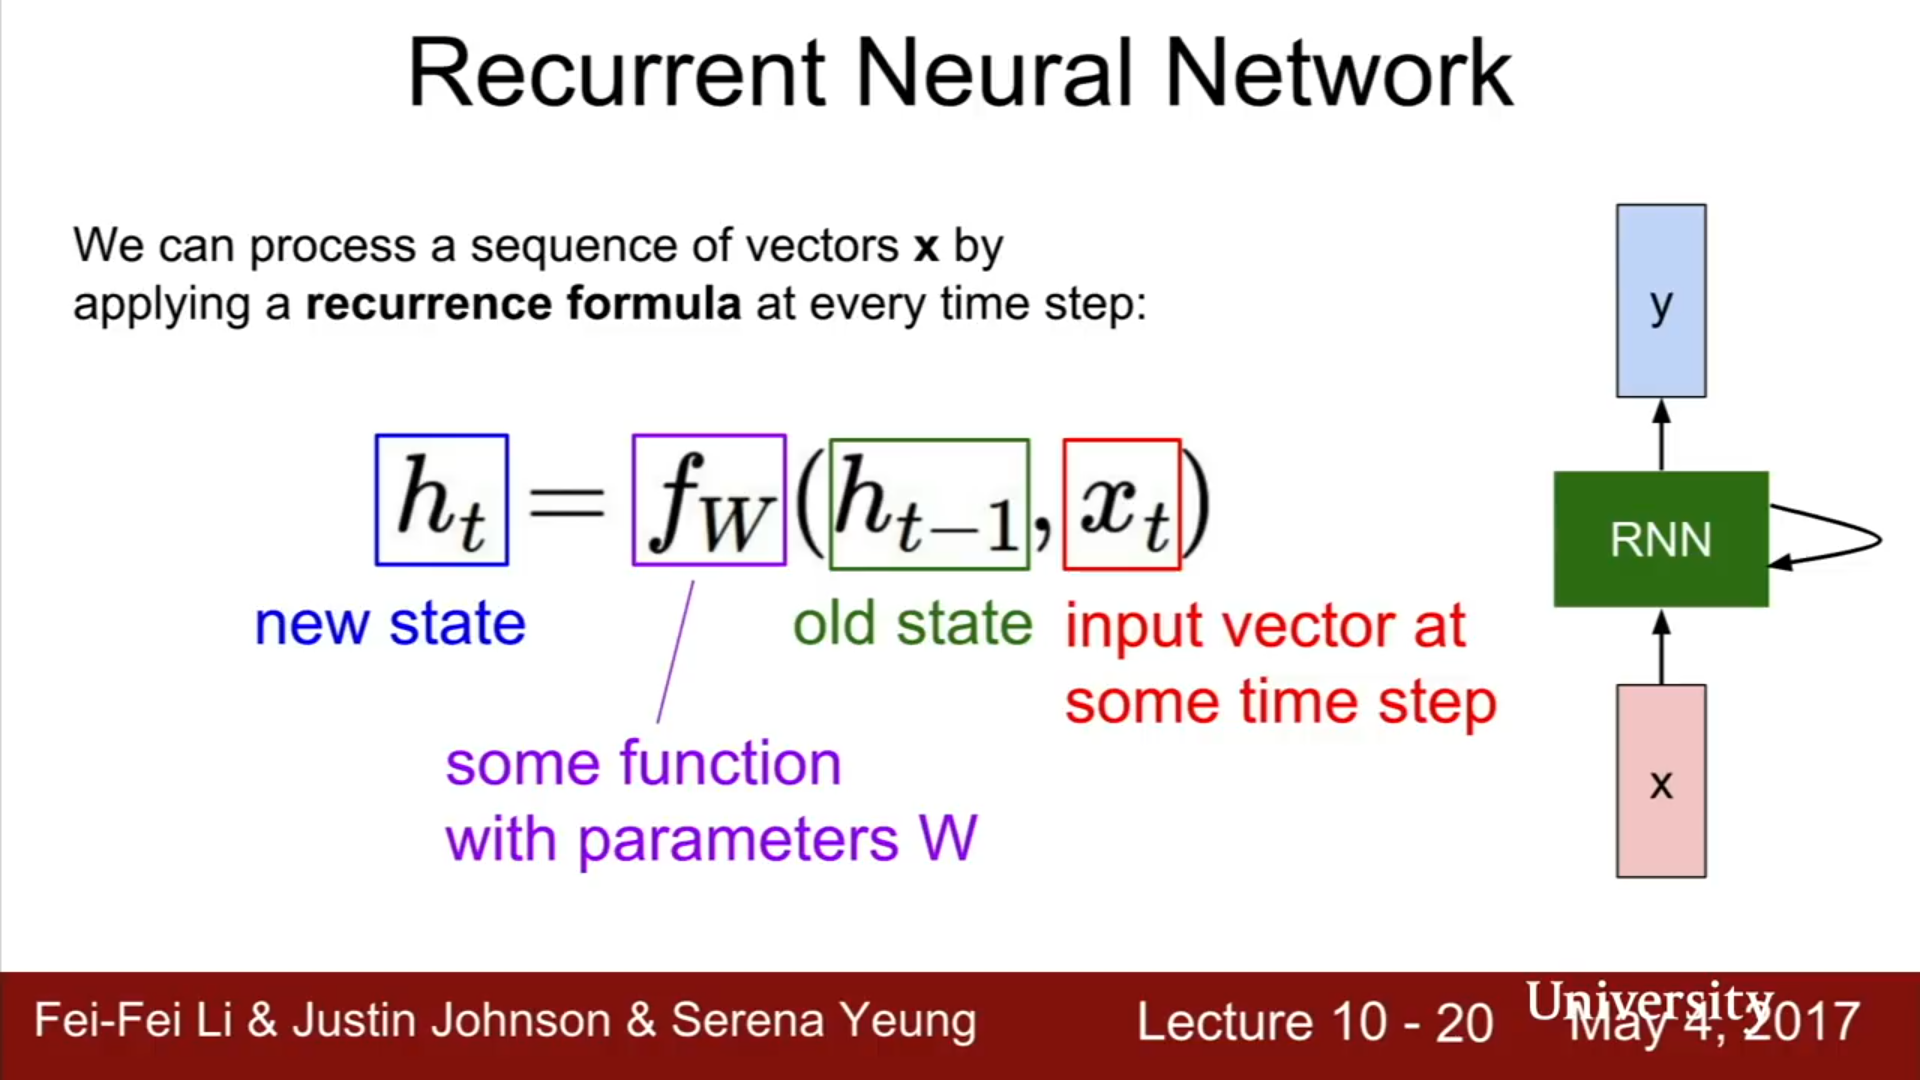 Recurrent Neural Network
We can process a sequence of vectors x by
applying a recurrence formula at every time step:
h_t = f_W(h_{t-1}, x_t)
new state
old state
input vector at
some time step
some function
with parameters W
y
RNN
x
Fei-Fei Li & Justin Johnson & Serena Yeung
Lecture 10 - 20
University
May 4, 2017